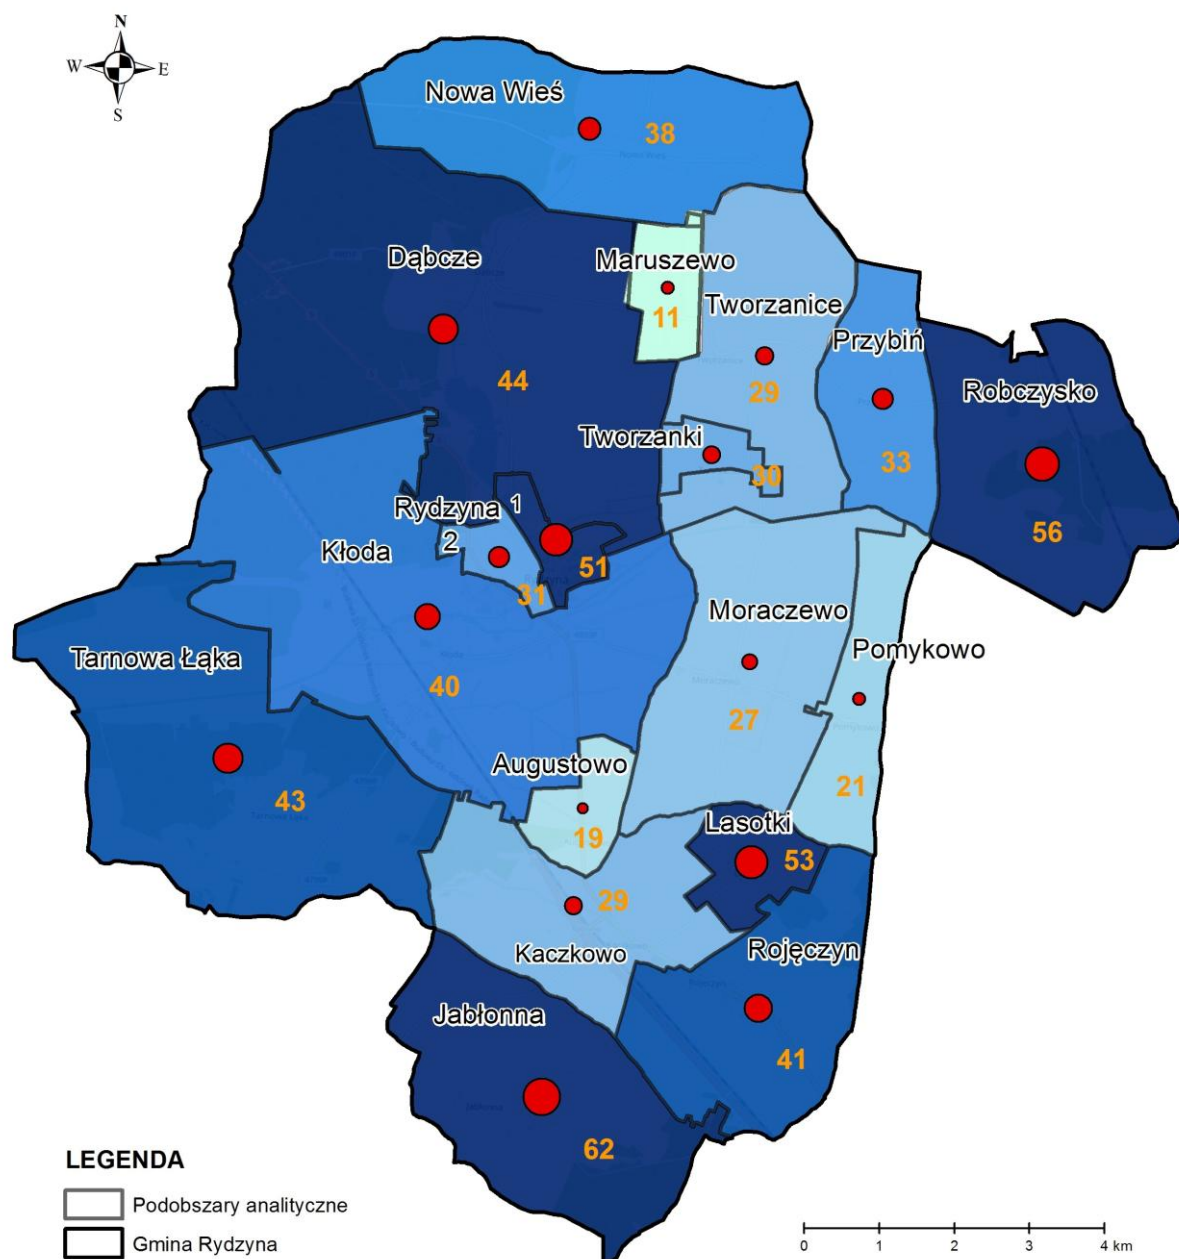 N
W
E
S
Nowa Wieś
38
Dąbcze
44
Maruszewo
11
Tworzanice
29
Przybiń
33
Robczysko
56
Tworzanki
30
Rydzyna 1
2
51
31
Kłoda
40
Moraczewo
27
Pomykowo
21
Tarnowa Łąka
43
Augustowo
19
Lasotki
53
29
Kaczkowo
Rojęczyn
41
Jabłonna
62
LEGENDA
Podobszary analityczne
Gmina Rydzyna
0 1 2 3 4 km